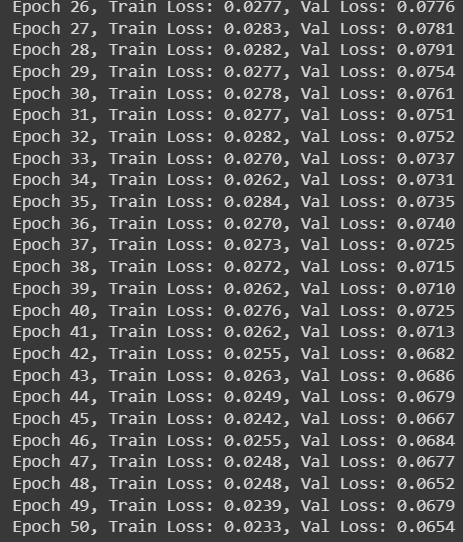 Epoch 26, Train Loss: 0.0277, Val Loss: 0.0776
Epoch 27, Train Loss: 0.0283, Val Loss: 0.0781
Epoch 28, Train Loss: 0.0282, Val Loss: 0.0791
Epoch 29, Train Loss: 0.0277, Val Loss: 0.0754
Epoch 30, Train Loss: 0.0278, Val Loss: 0.0761
Epoch 31, Train Loss: 0.0277, Val Loss: 0.0751
Epoch 32, Train Loss: 0.0282, Val Loss: 0.0752
Epoch 33, Train Loss: 0.0270, Val Loss: 0.0737
Epoch 34, Train Loss: 0.0262, Val Loss: 0.0731
Epoch 35, Train Loss: 0.0284, Val Loss: 0.0735
Epoch 36, Train Loss: 0.0270, Val Loss: 0.0740
Epoch 37, Train Loss: 0.0273, Val Loss: 0.0725
Epoch 38, Train Loss: 0.0272, Val Loss: 0.0715
Epoch 39, Train Loss: 0.0262, Val Loss: 0.0710
Epoch 40, Train Loss: 0.0276, Val Loss: 0.0725
Epoch 41, Train Loss: 0.0262, Val Loss: 0.0713
Epoch 42, Train Loss: 0.0255, Val Loss: 0.0682
Epoch 43, Train Loss: 0.0263, Val Loss: 0.0686
Epoch 44, Train Loss: 0.0249, Val Loss: 0.0679
Epoch 45, Train Loss: 0.0242, Val Loss: 0.0667
Epoch 46, Train Loss: 0.0255, Val Loss: 0.0684
Epoch 47, Train Loss: 0.0248, Val Loss: 0.0677
Epoch 48, Train Loss: 0.0248, Val Loss: 0.0652
Epoch 49, Train Loss: 0.0239, Val Loss: 0.0679
Epoch 50, Train Loss: 0.0233, Val Loss: 0.0654